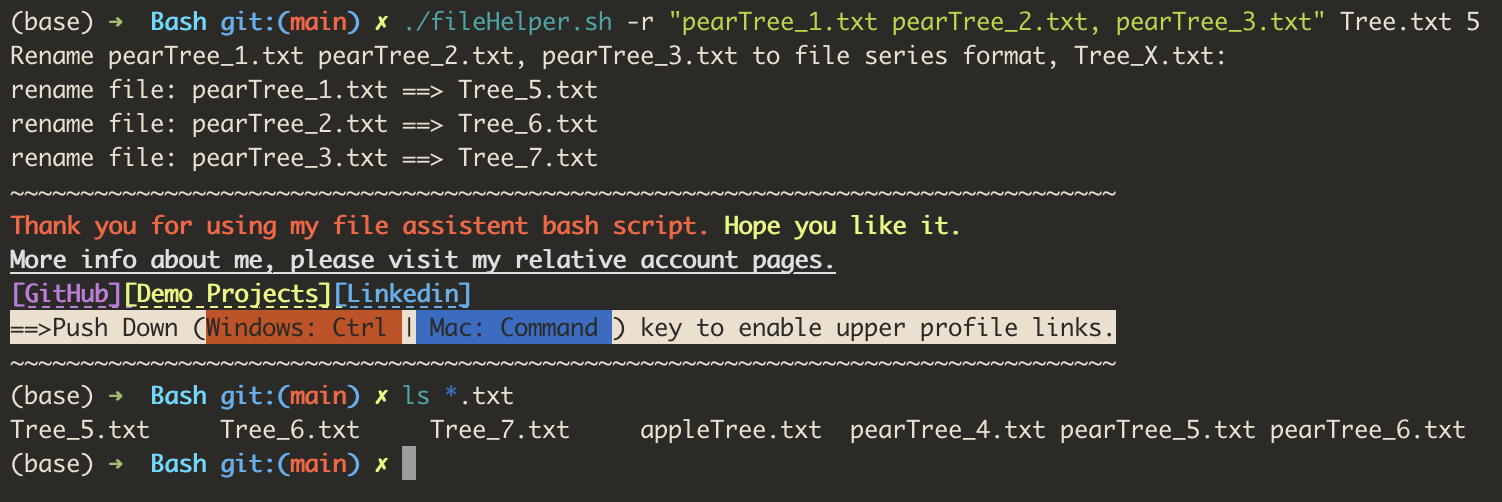 (base) ➜  Bash git:(main) ✗ ./fileHelper.sh -r "pearTree_1.txt pearTree_2.txt, pearTree_3.txt" Tree.txt 5
Rename pearTree_1.txt pearTree_2.txt, pearTree_3.txt to file series format, Tree_X.txt:
rename file: pearTree_1.txt ==> Tree_5.txt
rename file: pearTree_2.txt ==> Tree_6.txt
rename file: pearTree_3.txt ==> Tree_7.txt
~~~~~~~~~~~~~~~~~~~~~~~~~~~~~~~~~~~~~~~~~~~~~~~~~~~~~~~~~~~~~~~~~~~~~~~~~~~~~~~
Thank you for using my file assistent bash script. Hope you like it.
More info about me, please visit my relative account pages.
[GitHub][Demo Projects][Linkedin]
==>Push Down (Windows: Ctrl | Mac: Command ) key to enable upper profile links.
~~~~~~~~~~~~~~~~~~~~~~~~~~~~~~~~~~~~~~~~~~~~~~~~~~~~~~~~~~~~~~~~~~~~~~~~~~~~~~~
(base) ➜  Bash git:(main) ✗ ls *.txt
Tree_5.txt     Tree_6.txt     Tree_7.txt     appleTree.txt  pearTree_4.txt pearTree_5.txt pearTree_6.txt
(base) ➜  Bash git:(main) ✗